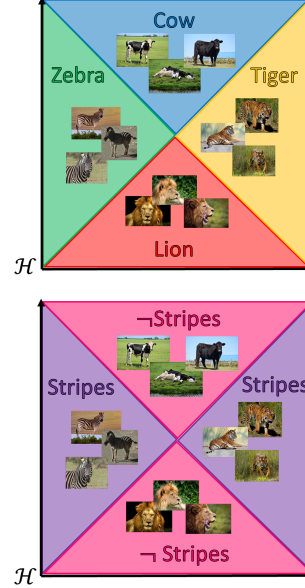 Cow
Zebra
Tiger
Lion
ℋ
¬Stripes
Stripes
Stripes
¬ Stripes
ℋ